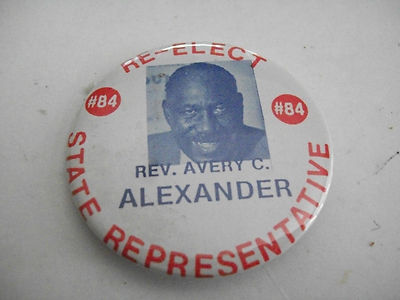 RE-ELECT
#84
#84
REV. AVERY C.
ALEXANDER
STATE REPRESENTATIVE